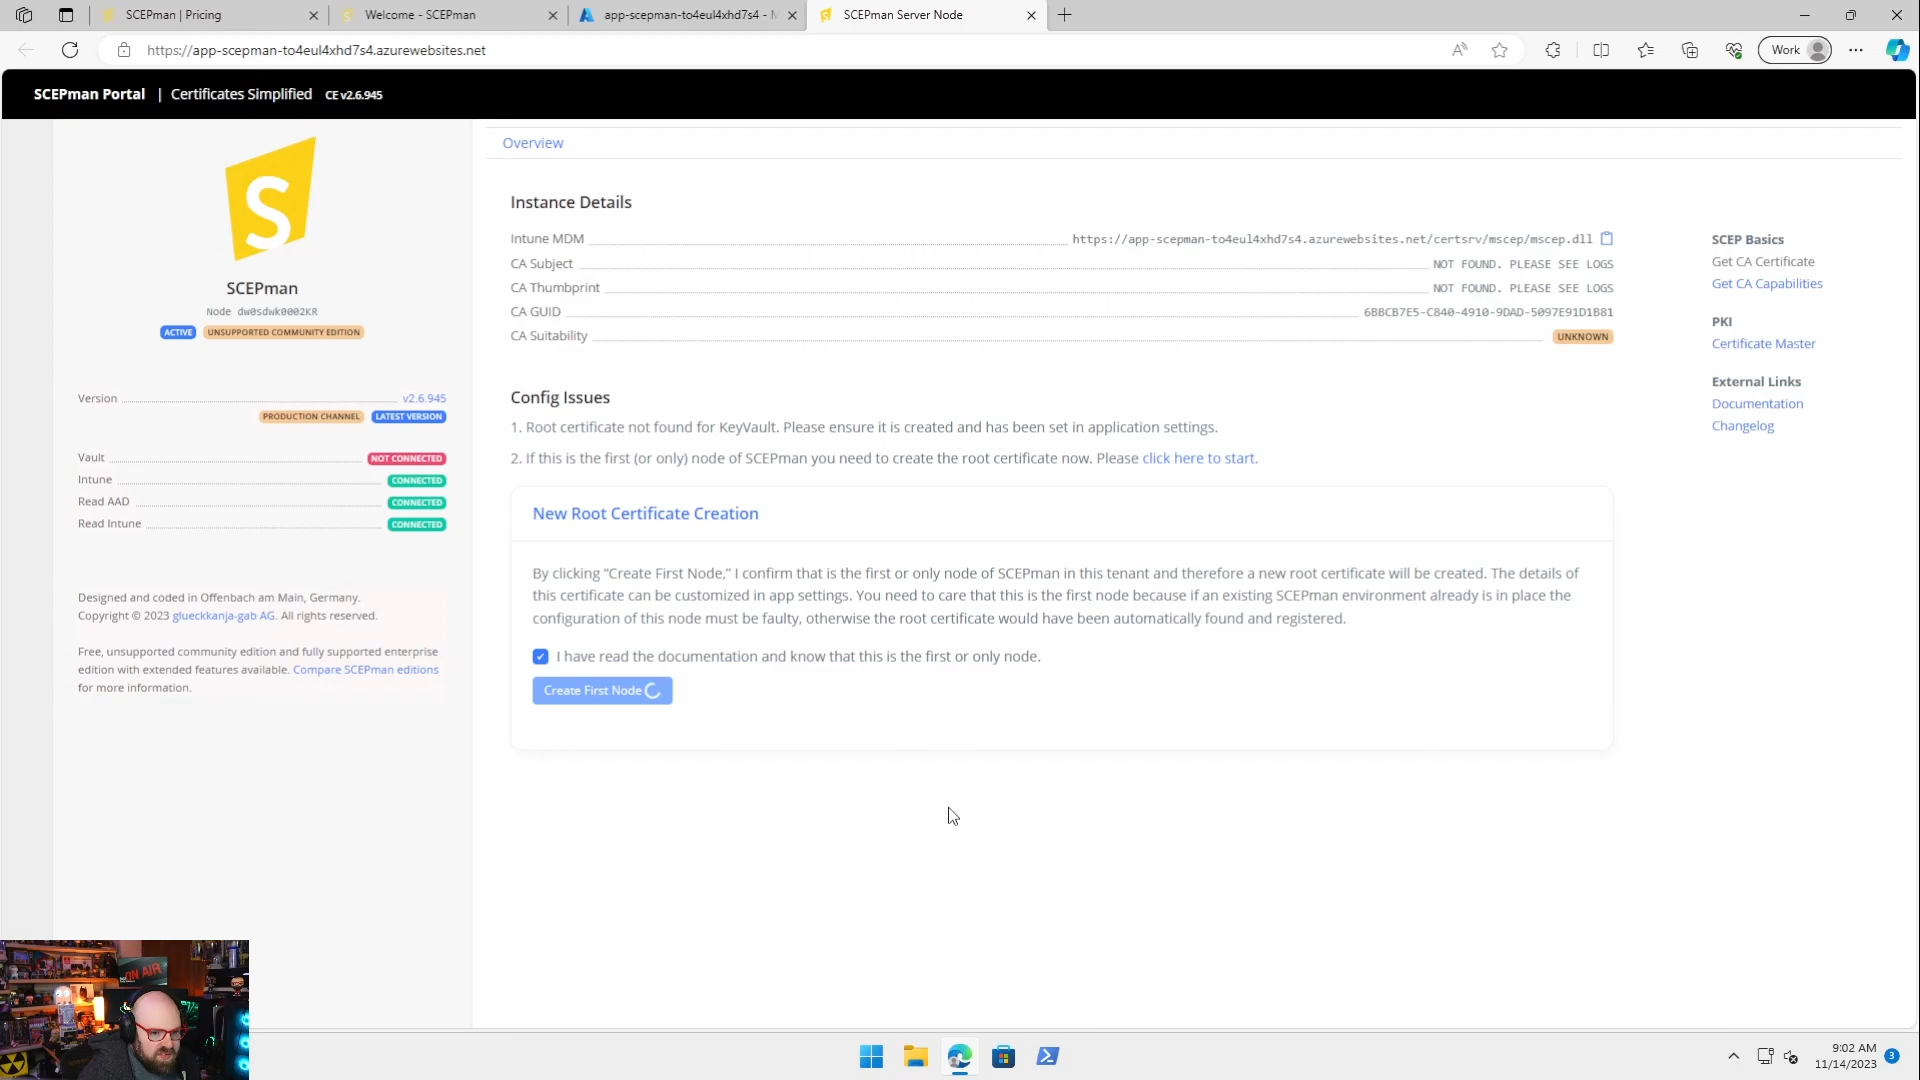 SCEPman | Pricing
Welcome - SCEPman
app-scepman-to4eul4xhd7s4 - M
SCEPman Server Node
https://app-scepman-to4eul4xhd7s4.azurewebsites.net
Work
SCEPman Portal | Certificates Simplified CE v2.6.945
S
SCEPman
Node dw0sdwk0002KR
ACTIVE UNSUPPORTED COMMUNITY EDITION
Version v2.6.945
PRODUCTION CHANNEL LATEST VERSION
Vault NOT CONNECTED
Intune CONNECTED
Read AAD CONNECTED
Read Intune CONNECTED
Designed and coded in Offenbach am Main, Germany.
Copyright © 2023 glueckkanja-gab AG. All rights reserved.
Free, unsupported community edition and fully supported enterprise
edition with extended features available. Compare SCEPman editions
for more information.
Overview
Instance Details
Intune MDM https://app-scepman-to4eul4xhd7s4.azurewebsites.net/certsrv/mscep/mscep.dll
CA Subject NOT FOUND. PLEASE SEE LOGS
CA Thumbprint NOT FOUND. PLEASE SEE LOGS
CA GUID 6BBCB7E5-C840-4910-9DAD-5097E91D1B81
CA Suitability UNKNOWN
Config Issues
1. Root certificate not found for KeyVault. Please ensure it is created and has been set in application settings.
2. If this is the first (or only) node of SCEPman you need to create the root certificate now. Please click here to start.
New Root Certificate Creation
By clicking “Create First Node,” I confirm that is the first or only node of SCEPman in this tenant and therefore a new root certificate will be created. The details of
this certificate can be customized in app settings. You need to care that this is the first node because if an existing SCEPman environment already is in place the
configuration of this node must be faulty, otherwise the root certificate would have been automatically found and registered.
I have read the documentation and know that this is the first or only node.
Create First Node
SCEP Basics
Get CA Certificate
Get CA Capabilities
PKI
Certificate Master
External Links
Documentation
Changelog
ON AIR
9:02 AM
11/14/2023
3